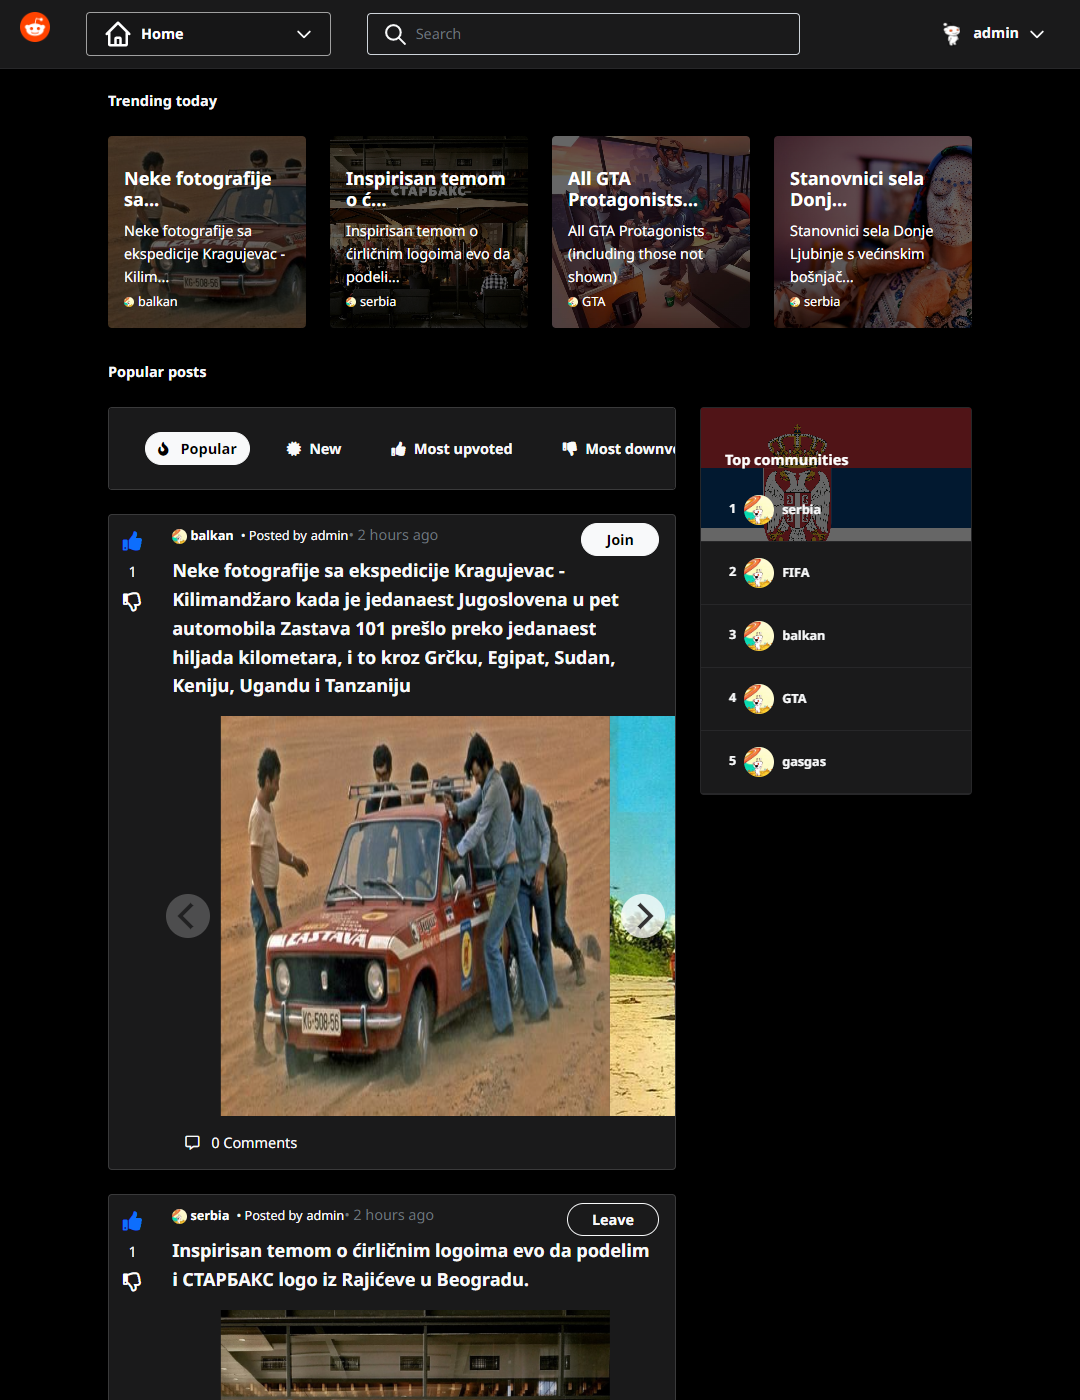 Home
Search
admin
Trending today
Neke fotografije
sa...
Neke fotografije sa
ekspedicije Kragujevac -
Kilim...
balkan
СТАРБАКС
Inspirisan temom
o ć...
Inspirisan temom o
ćirličnim logoima evo da
podeli...
serbia
All GTA
Protagonists...
All GTA Protagonists
(including those not
shown)
GTA
Stanovnici sela
Donj...
Stanovnici sela Donje
Ljubinje s većinskim
bošnjač...
serbia
Popular posts
Popular
New
Most upvoted
Most downv
Top communities
1 serbia
2 FIFA
3 balkan
4 GTA
5 gasgas
balkan • Posted by admin • 2 hours ago
Join
1
Neke fotografije sa ekspedicije Kragujevac -
Kilimandžaro kada je jedanaest Jugoslovena u pet
automobila Zastava 101 prešlo preko jedanaest
hiljada kilometara, i to kroz Grčku, Egipat, Sudan,
Keniju, Ugandu i Tanzaniju
ZASTAVA
KG-508-56
0 Comments
serbia • Posted by admin • 2 hours ago
Leave
1
Inspirisan temom o ćirličnim logoima evo da podelim
i СТАРБАКС logo iz Rajićeve u Beogradu.